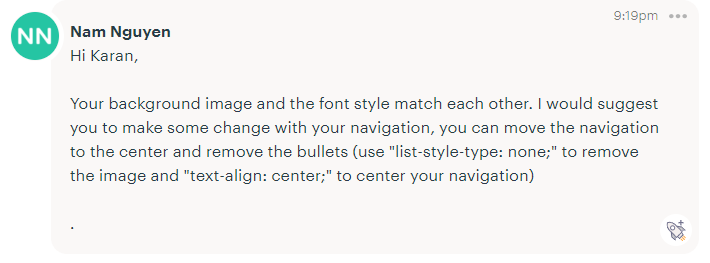 9:19pm
NN
Nam Nguyen
Hi Karan,
Your background image and the font style match each other. I would suggest
you to make some change with your navigation, you can move the navigation
to the center and remove the bullets (use "list-style-type: none;" to remove
the image and "text-align: center;" to center your navigation)
.